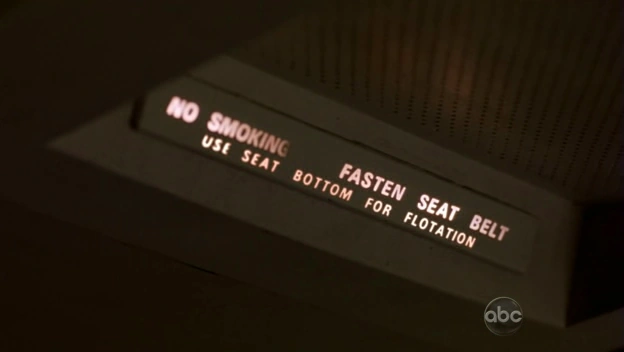 NO SMOKING FASTEN SEAT BELT
USE SEAT BOTTOM FOR FLOTATION
abc